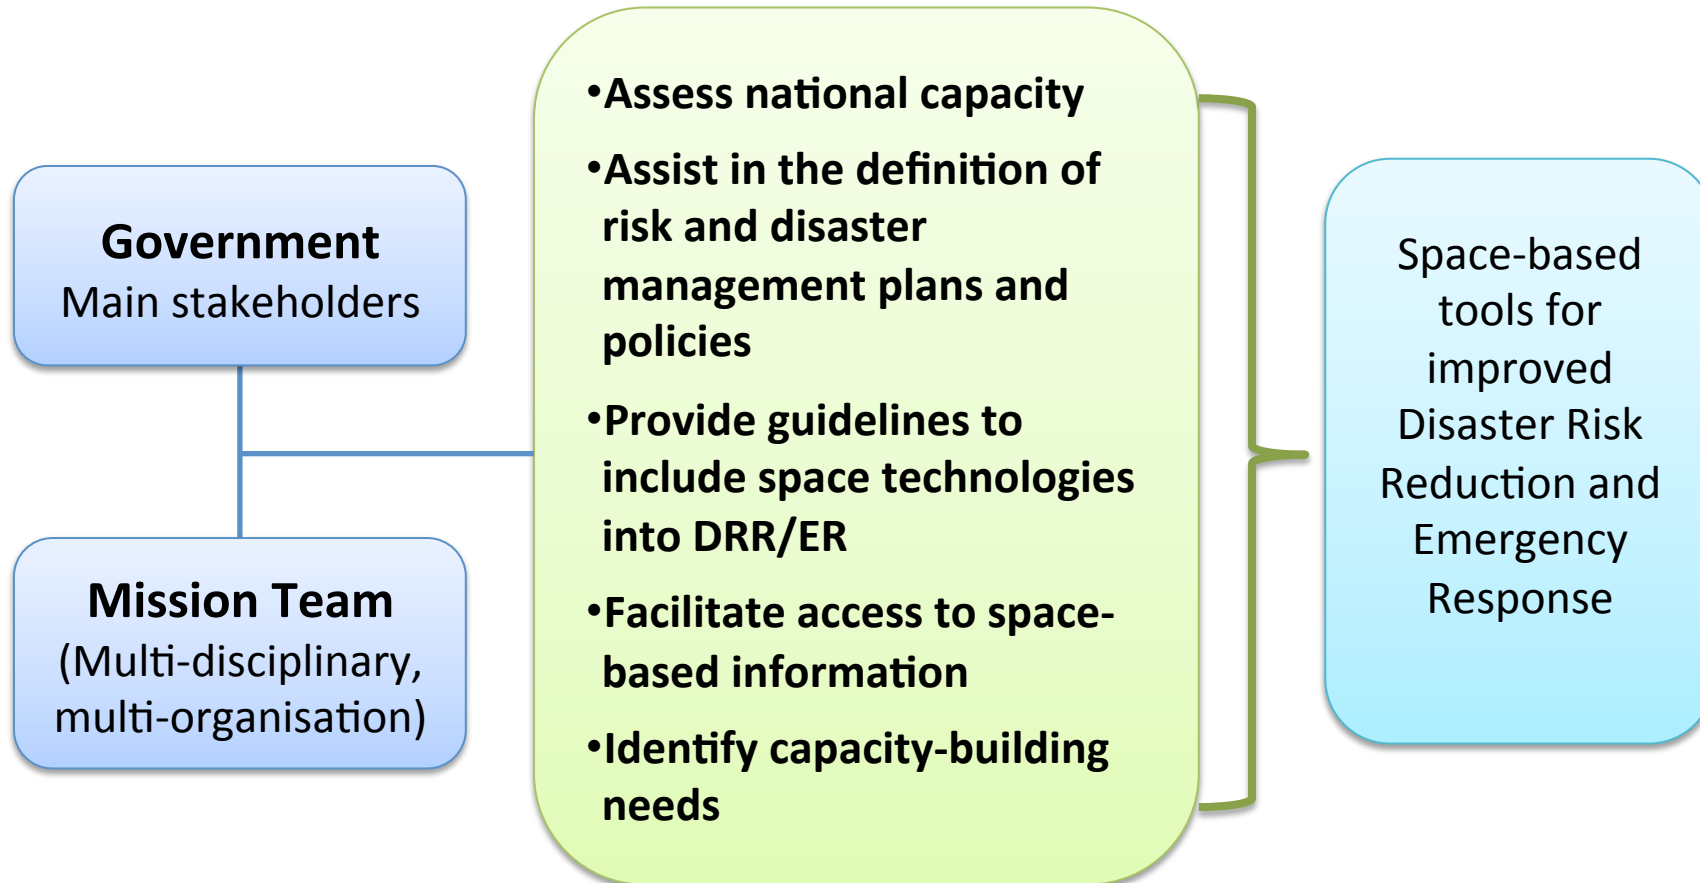 Government
Main stakeholders
Mission Team
(Multi-disciplinary,
multi-organisation)
•Assess national capacity
•Assist in the definition of
risk and disaster
management plans and
policies
•Provide guidelines to
include space technologies
into DRR/ER
•Facilitate access to space-
based information
•Identify capacity-building
needs
Space-based
tools for
improved
Disaster Risk
Reduction and
Emergency
Response